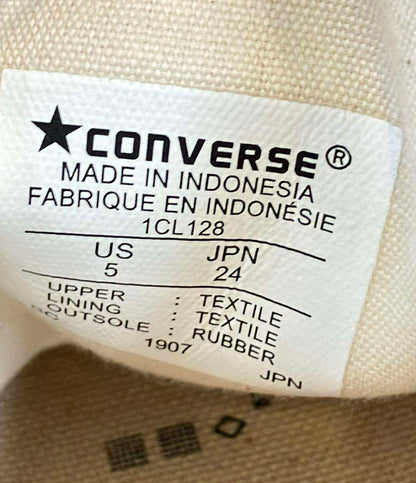 ★CONVERSE®
MADE IN INDONESIA
FABRIQUE EN INDONÉSIE
1CL128
US JPN
5 24
UPPER : TEXTILE
LINING : TEXTILE
OUTSOLE : RUBBER
1907
JPN